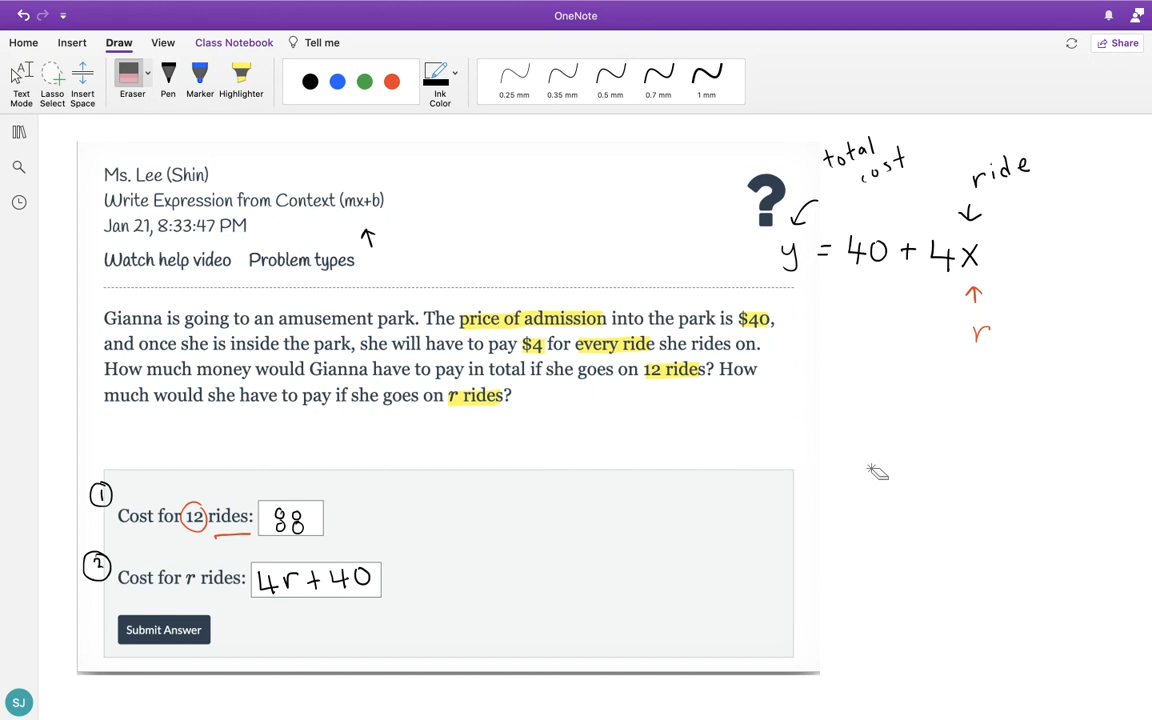 OneNote
Home Insert Draw View Class Notebook Tell me
Share
Text Mode
Lasso Select
Insert Space
Eraser
Pen
Marker
Highlighter
Ink Color
0.25 mm 0.35 mm 0.5 mm 0.7 mm 1 mm
Ms. Lee (Shin)
Write Expression from Context (mx+b)
Jan 21, 8:33:47 PM
Watch help video Problem types
?
total cost
ride
y = 40 + 4x
r
Gianna is going to an amusement park. The price of admission into the park is $40,
and once she is inside the park, she will have to pay $4 for every ride she rides on.
How much money would Gianna have to pay in total if she goes on 12 rides? How
much would she have to pay if she goes on r rides?
1
Cost for 12 rides: 88
2
Cost for r rides: 4r + 40
Submit Answer
SJ